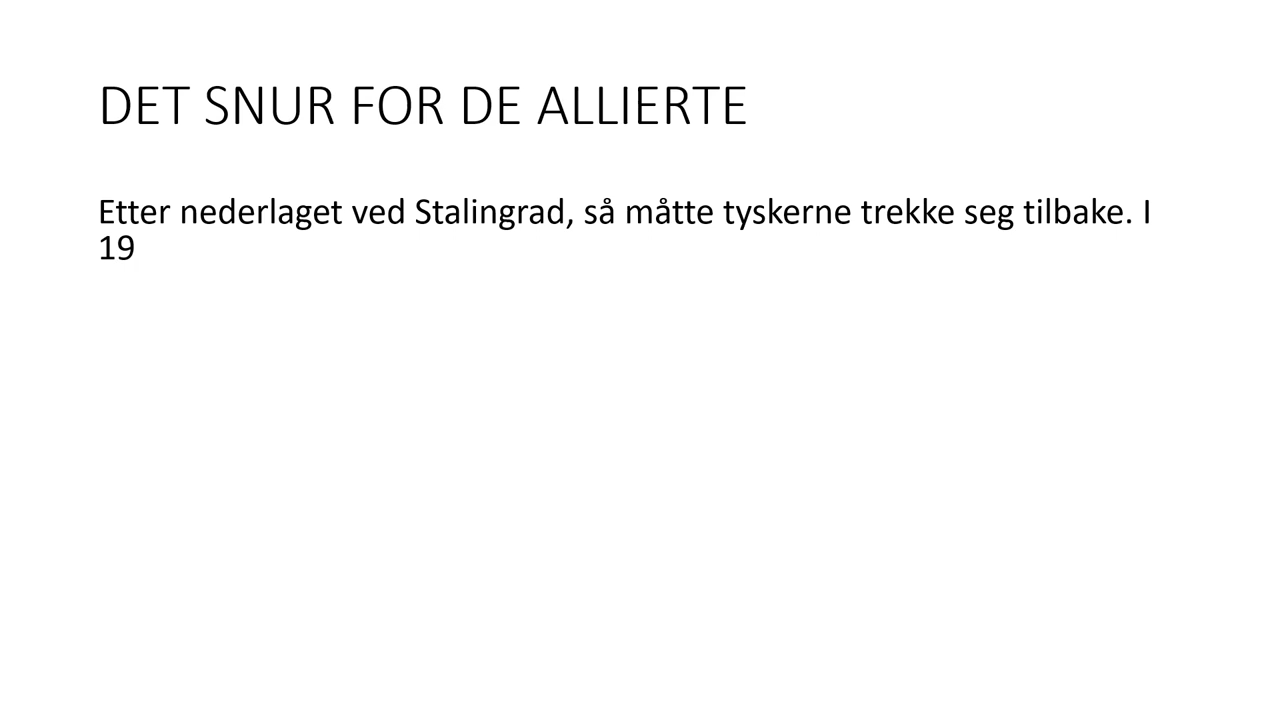 DET SNUR FOR DE ALLIERTE
Etter nederlaget ved Stalingrad, så måtte tyskerne trekke seg tilbake. I
19